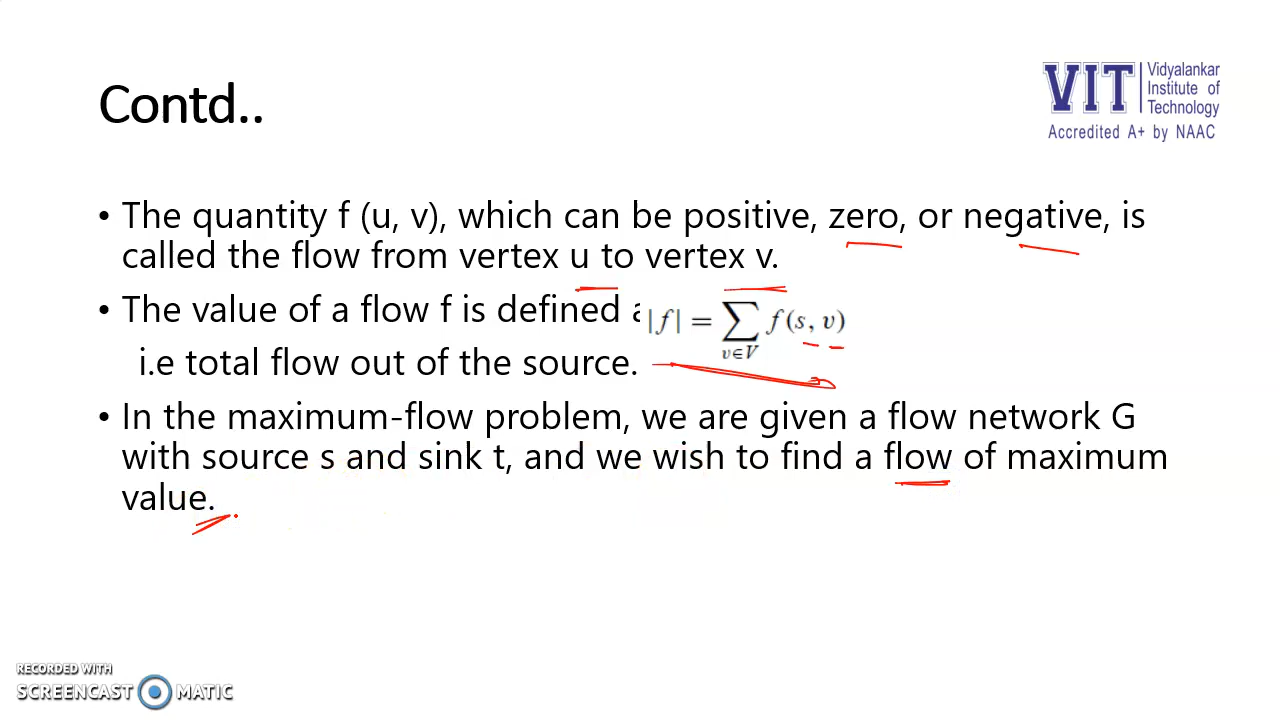 Contd..
VIT
Vidyalankar
Institute of
Technology
Accredited A+ by NAAC
• The quantity f (u, v), which can be positive, zero, or negative, is
called the flow from vertex u to vertex v.
• The value of a flow f is defined a |f| = ∑ f(s, v)
v∈V
i.e total flow out of the source.
• In the maximum-flow problem, we are given a flow network G
with source s and sink t, and we wish to find a flow of maximum
value.
RECORDED WITH
SCREENCAST MATIC